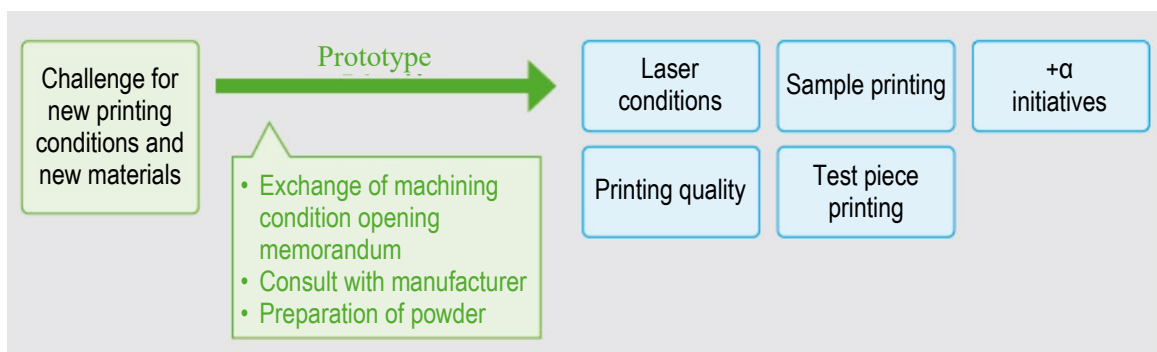 Challenge for
new printing
conditions and
new materials
Prototype
• Exchange of machining
condition opening
memorandum
• Consult with manufacturer
• Preparation of powder
Laser
conditions
Sample printing
+α
initiatives
Printing quality
Test piece
printing